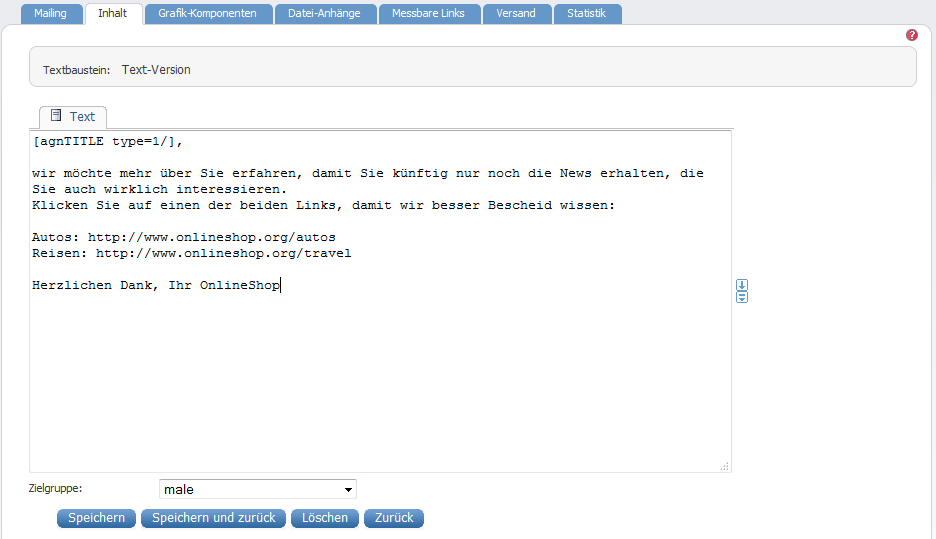 Mailing Inhalt Grafik-Komponenten Datei-Anhänge Messbare Links Versand Statistik
?
Textbaustein: Text-Version
Text
[agnTITLE type=1/],
wir möchte mehr über Sie erfahren, damit Sie künftig nur noch die News erhalten, die
Sie auch wirklich interessieren.
Klicken Sie auf einen der beiden Links, damit wir besser Bescheid wissen:
Autos: http://www.onlineshop.org/autos
Reisen: http://www.onlineshop.org/travel
Herzlichen Dank, Ihr OnlineShop
Zielgruppe: male
Speichern Speichern und zurück Löschen Zurück